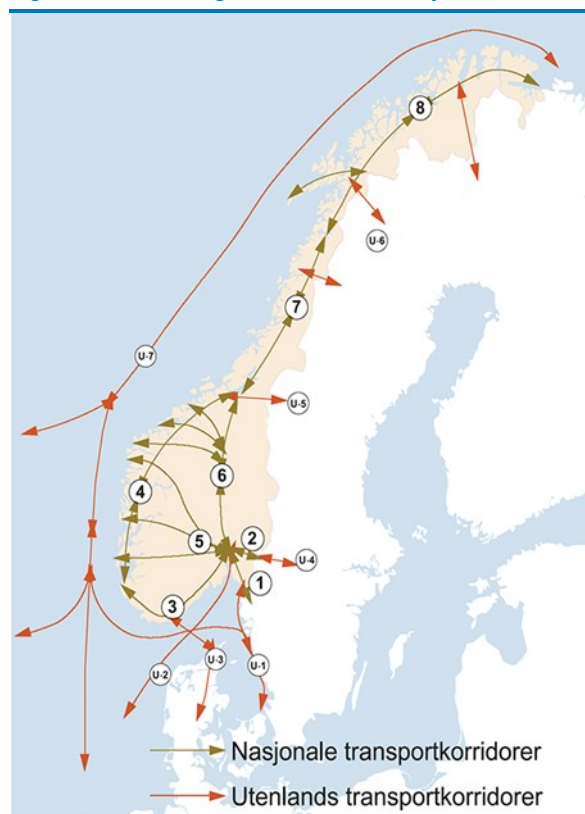 8
U-6
7
U-7
U-5
6
4
5
2
U-4
1
3
U-3
U-1
U-2
Nasjonale transportkorridorer
Utenlands transportkorridorer